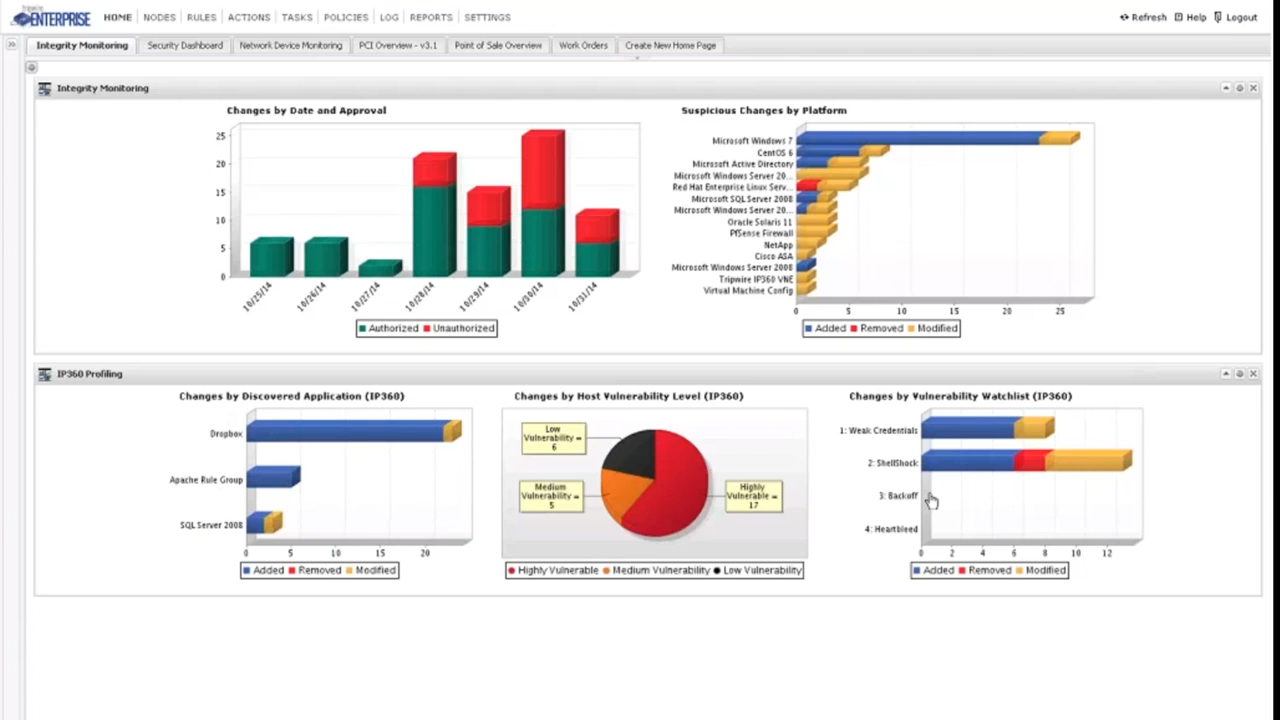 tripwire
ENTERPRISE HOME NODES RULES ACTIONS TASKS POLICIES LOG REPORTS SETTINGS Refresh Help Logout
Integrity Monitoring Security Dashboard Network Device Monitoring PCI Overview - v3.1 Point of Sale Overview Work Orders Create New Home Page
Integrity Monitoring
Changes by Date and Approval
25
20
15
10
5
0
10/25/14 10/26/14 10/27/14 10/28/14 10/29/14 10/30/14 10/31/14
Authorized Unauthorized
Suspicious Changes by Platform
Microsoft Windows 7
CentOS 6
Microsoft Active Directory
Microsoft Windows Server 20...
Red Hat Enterprise Linux Serv...
Microsoft SQL Server 2008
Microsoft Windows Server 20...
Oracle Solaris 11
PfSense Firewall
NetApp
Cisco ASA
Microsoft Windows Server 2008
Tripwire IP360 VNE
Virtual Machine Config
0 5 10 15 20 25
Added Removed Modified
IP360 Profiling
Changes by Discovered Application (IP360)
Dropbox
Apache Rule Group
SQL Server 2008
0 5 10 15 20
Added Removed Modified
Changes by Host Vulnerability Level (IP360)
Low
Vulnerability =
6
Medium
Vulnerability =
5
Highly
Vulnerable =
17
Highly Vulnerable Medium Vulnerability Low Vulnerability
Changes by Vulnerability Watchlist (IP360)
1: Weak Credentials
2: ShellShock
3: Backoff
4: Heartbleed
0 2 4 6 8 10 12
Added Removed Modified